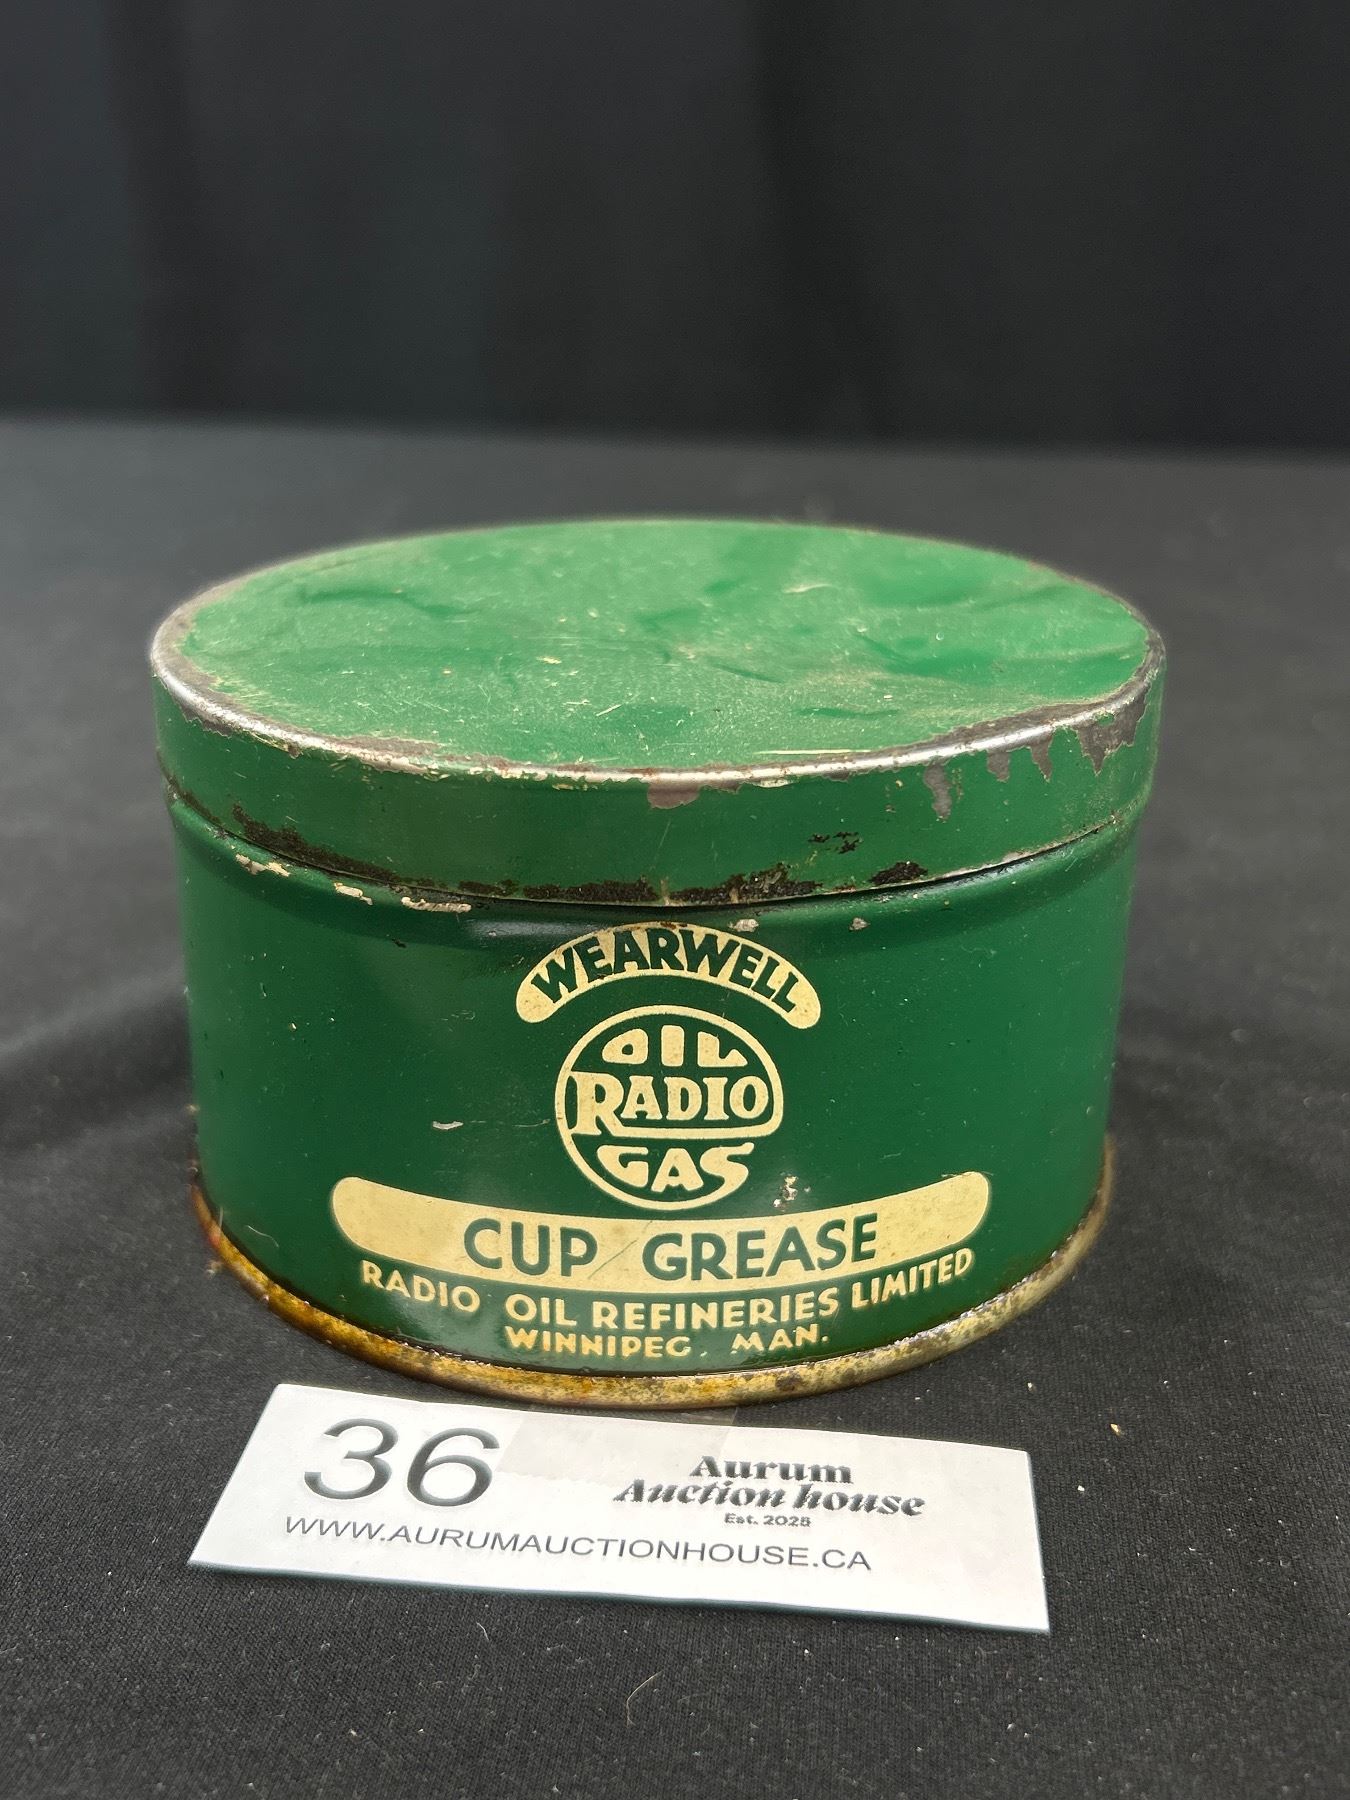 WEARWELL
OIL
RADIO
GAS
CUP GREASE
RADIO OIL REFINERIES LIMITED
WINNIPEG, MAN.
36
Aurum
Auction house
Est. 2025
WWW.AURUMAUCTIONHOUSE.CA